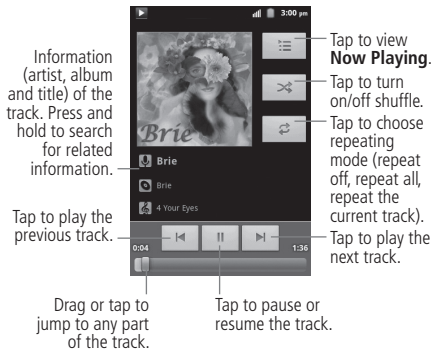 3:00 PM
Information
(artist, album
and title) of the
track. Press and
hold to search
for related
information.
Brie
Brie
Brie
4 Your Eyes
Tap to view
Now Playing.
Tap to turn
on/off shuffle.
Tap to choose
repeating
mode (repeat
off, repeat all,
repeat the
current track).
Tap to play the
previous track.
0:04
1:36
Tap to play the
next track.
Drag or tap to
jump to any part
of the track.
Tap to pause or
resume the track.